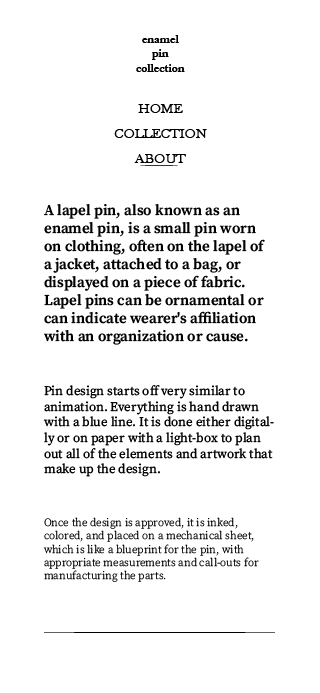 enamel
pin
collection
HOME
COLLECTION
ABOUT
A lapel pin, also known as an
enamel pin, is a small pin worn
on clothing, often on the lapel of
a jacket, attached to a bag, or
displayed on a piece of fabric.
Lapel pins can be ornamental or
can indicate wearer's affiliation
with an organization or cause.
Pin design starts off very similar to
animation. Everything is hand drawn
with a blue line. It is done either digital-
ly or on paper with a light-box to plan
out all of the elements and artwork that
make up the design.
Once the design is approved, it is inked,
colored, and placed on a mechanical sheet,
which is like a blueprint for the pin, with
appropriate measurements and call-outs for
manufacturing the parts.